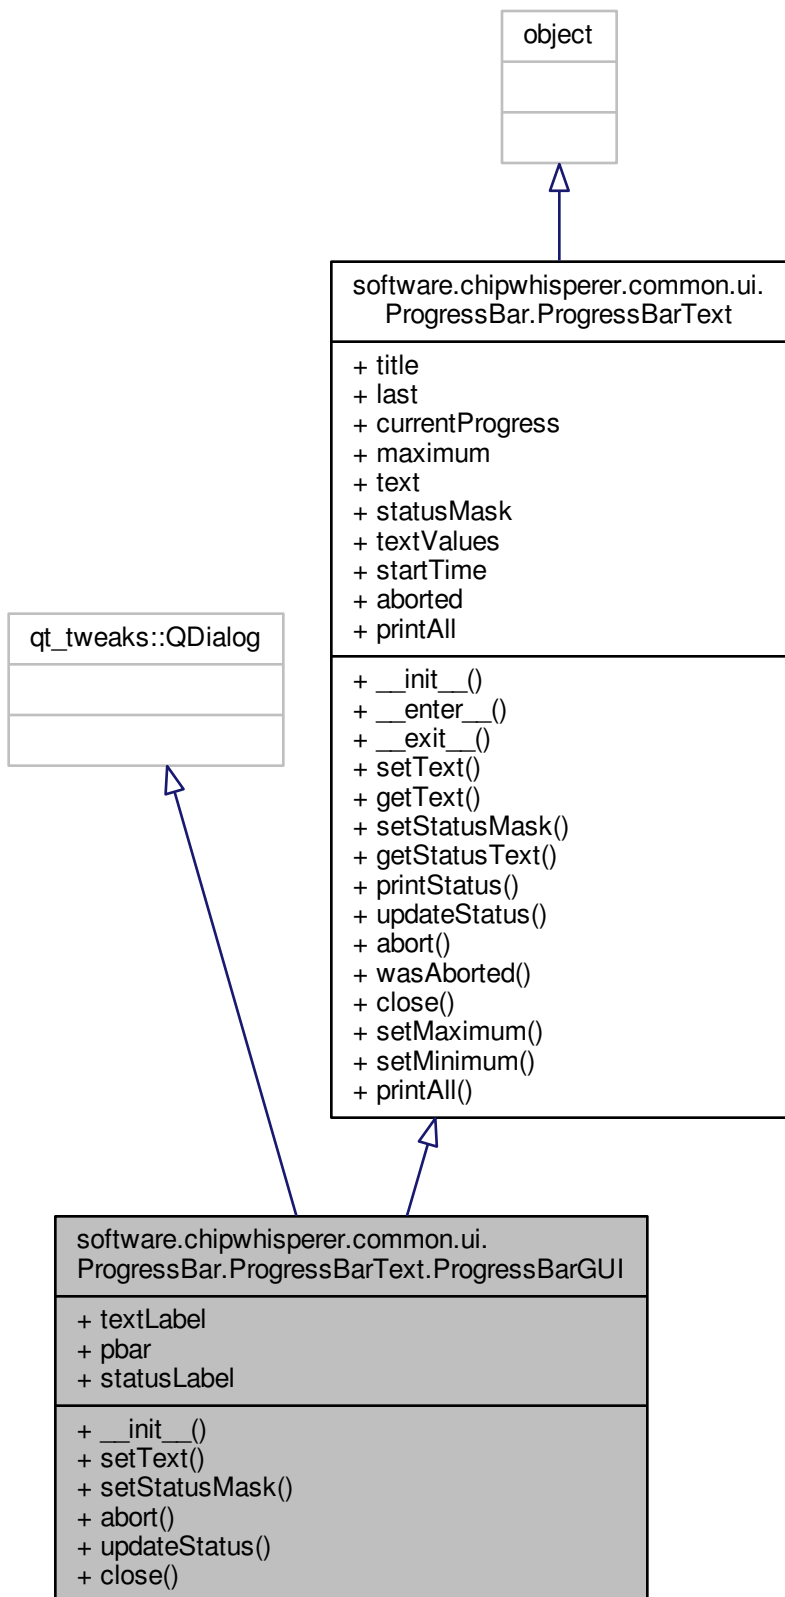 object
software.chipwhisperer.common.ui.
ProgressBar.ProgressBarText
+ title
+ last
+ currentProgress
+ maximum
+ text
+ statusMask
+ textValues
+ startTime
+ aborted
+ printAll
+ __init__()
+ __enter__()
+ __exit__()
+ setText()
+ getText()
+ setStatusMask()
+ getStatusText()
+ printStatus()
+ updateStatus()
+ abort()
+ wasAborted()
+ close()
+ setMaximum()
+ setMinimum()
+ printAll()
qt_tweaks::QDialog
software.chipwhisperer.common.ui.
ProgressBar.ProgressBarText.ProgressBarGUI
+ textLabel
+ pbar
+ statusLabel
+ __init__()
+ setText()
+ setStatusMask()
+ abort()
+ updateStatus()
+ close()